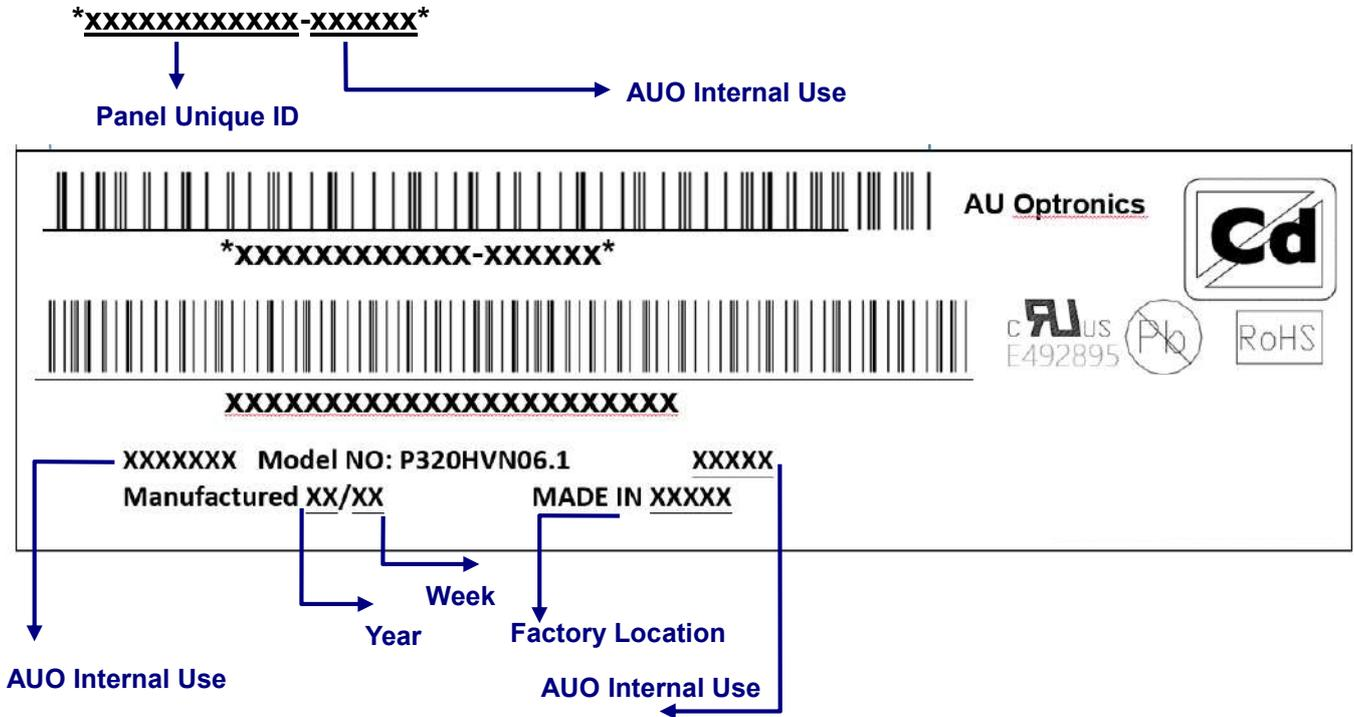 *xxxxxxxxxxxx-xxxxxx*
AUO Internal Use
Panel Unique ID
AU Optronics
Cd
*xxxxxxxxxxxx-xxxxxx*
c RU US
E492895
Pb
RoHS
XXXXXXXXXXXXXXXXXXXXXXX
XXXXXXX Model NO: P320HVN06.1 XXXXX
Manufactured XX/XX MADE IN XXXXX
Week
Year
Factory Location
AUO Internal Use
AUO Internal Use